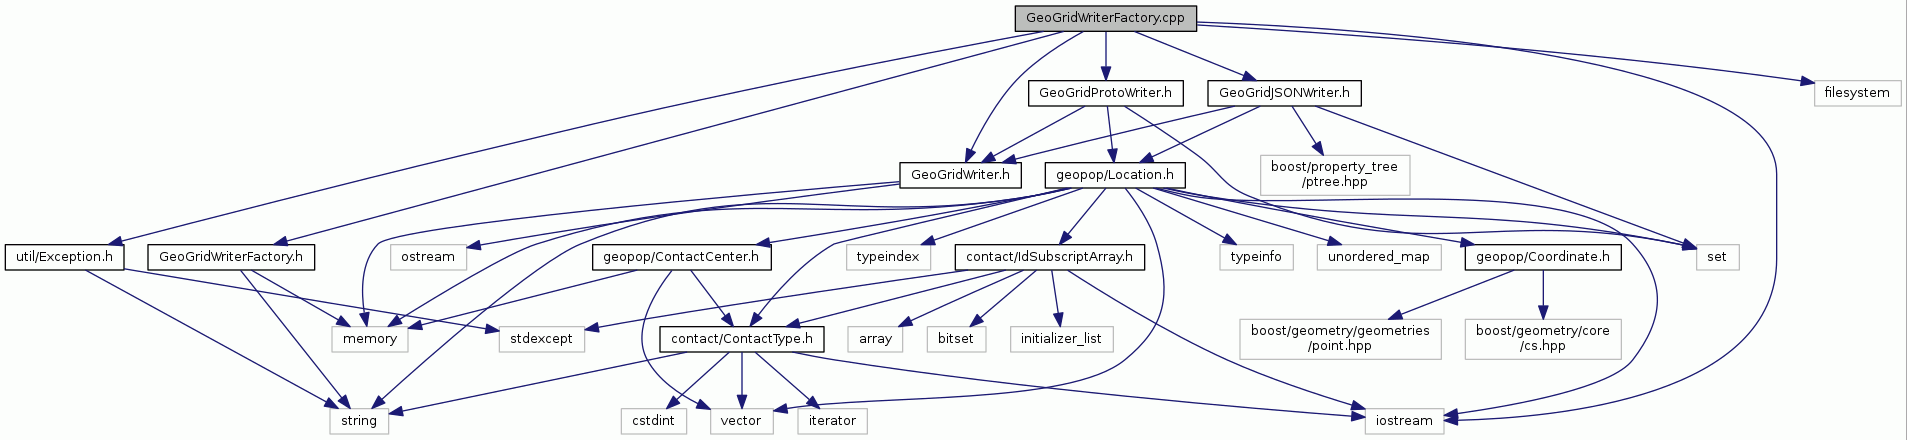 GeoGridWriterFactory.cpp
GeoGridProtoWriter.h
GeoGridJSONWriter.h
filesystem
GeoGridWriter.h
geopop/Location.h
boost/property_tree
/ptree.hpp
util/Exception.h
GeoGridWriterFactory.h
ostream
geopop/ContactCenter.h
typeindex
contact/IdSubscriptArray.h
typeinfo
unordered_map
geopop/Coordinate.h
set
memory
stdexcept
contact/ContactType.h
array
bitset
initializer_list
boost/geometry/geometries
/point.hpp
boost/geometry/core
/cs.hpp
string
cstdint
vector
iterator
iostream